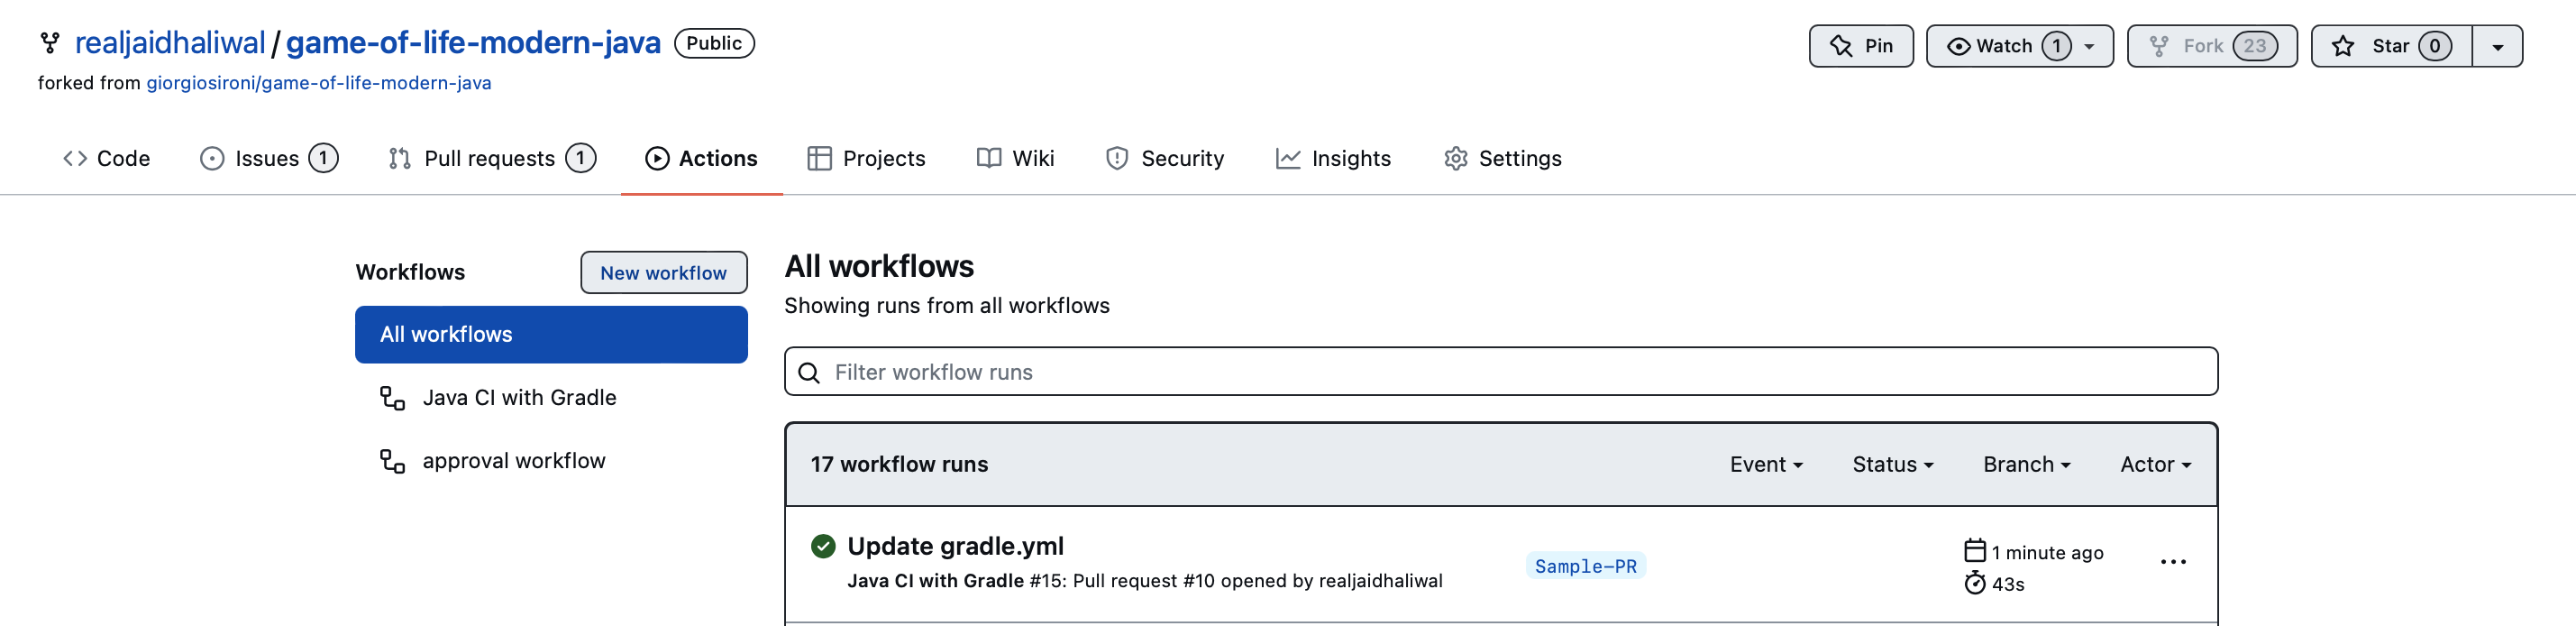 realjaidhaliwal / game-of-life-modern-java Public
forked from giorgiosironi/game-of-life-modern-java
Pin
Watch 1
Fork 23
Star 0
Code
Issues 1
Pull requests 1
Actions
Projects
Wiki
Security
Insights
Settings
Workflows
New workflow
All workflows
Java CI with Gradle
approval workflow
All workflows
Showing runs from all workflows
Filter workflow runs
17 workflow runs
Event
Status
Branch
Actor
Update gradle.yml
Java CI with Gradle #15: Pull request #10 opened by realjaidhaliwal
Sample-PR
1 minute ago
43s